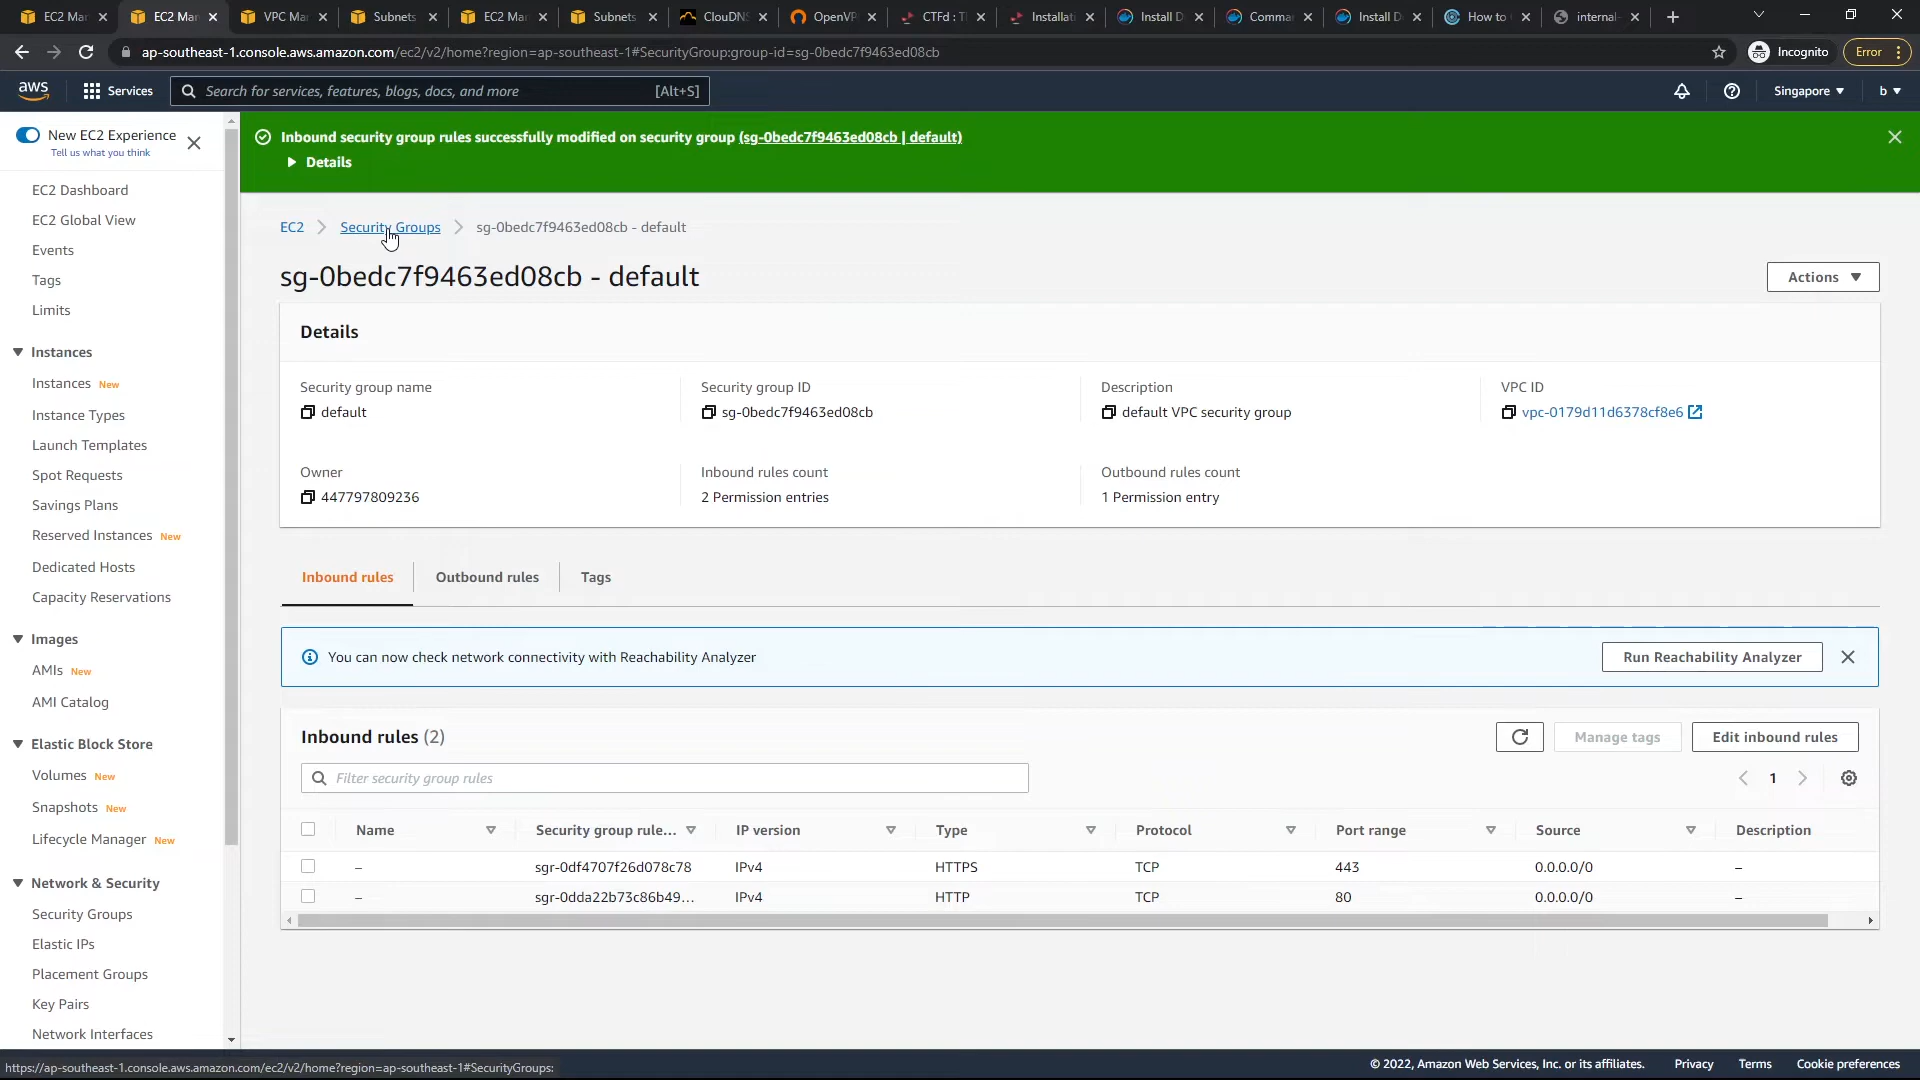 EC2 Mar
EC2 Mar
VPC Mar
Subnets
EC2 Mar
Subnets
ClouDNS
OpenVP
CTFd : T
Installati
Install D
Comma
Install D
How to
internal-
ap-southeast-1.console.aws.amazon.com/ec2/v2/home?region=ap-southeast-1#SecurityGroup:group-id=sg-0bedc7f9463ed08cb
Incognito
Error
aws
Services
Search for services, features, blogs, docs, and more
[Alt+S]
Singapore
b
New EC2 Experience
Tell us what you think
EC2 Dashboard
EC2 Global View
Events
Tags
Limits
Instances
Instances New
Instance Types
Launch Templates
Spot Requests
Savings Plans
Reserved Instances New
Dedicated Hosts
Capacity Reservations
Images
AMIs New
AMI Catalog
Elastic Block Store
Volumes New
Snapshots New
Lifecycle Manager New
Network & Security
Security Groups
Elastic IPs
Placement Groups
Key Pairs
Network Interfaces
Inbound security group rules successfully modified on security group (sg-0bedc7f9463ed08cb | default)
Details
EC2
Security Groups
sg-0bedc7f9463ed08cb - default
sg-0bedc7f9463ed08cb - default
Actions
Details
Security group name
default
Security group ID
sg-0bedc7f9463ed08cb
Description
default VPC security group
VPC ID
vpc-0179d11d6378cf8e6
Owner
447797809236
Inbound rules count
2 Permission entries
Outbound rules count
1 Permission entry
Inbound rules
Outbound rules
Tags
You can now check network connectivity with Reachability Analyzer
Run Reachability Analyzer
Inbound rules (2)
Manage tags
Edit inbound rules
Filter security group rules
1
Name
Security group rule...
IP version
Type
Protocol
Port range
Source
Description
–
sgr-0df4707f26d078c78
IPv4
HTTPS
TCP
443
0.0.0.0/0
–
–
sgr-0dda22b73c86b49...
IPv4
HTTP
TCP
80
0.0.0.0/0
–
https://ap-southeast-1.console.aws.amazon.com/ec2/v2/home?region=ap-southeast-1#SecurityGroups:
© 2022, Amazon Web Services, Inc. or its affiliates.
Privacy
Terms
Cookie preferences